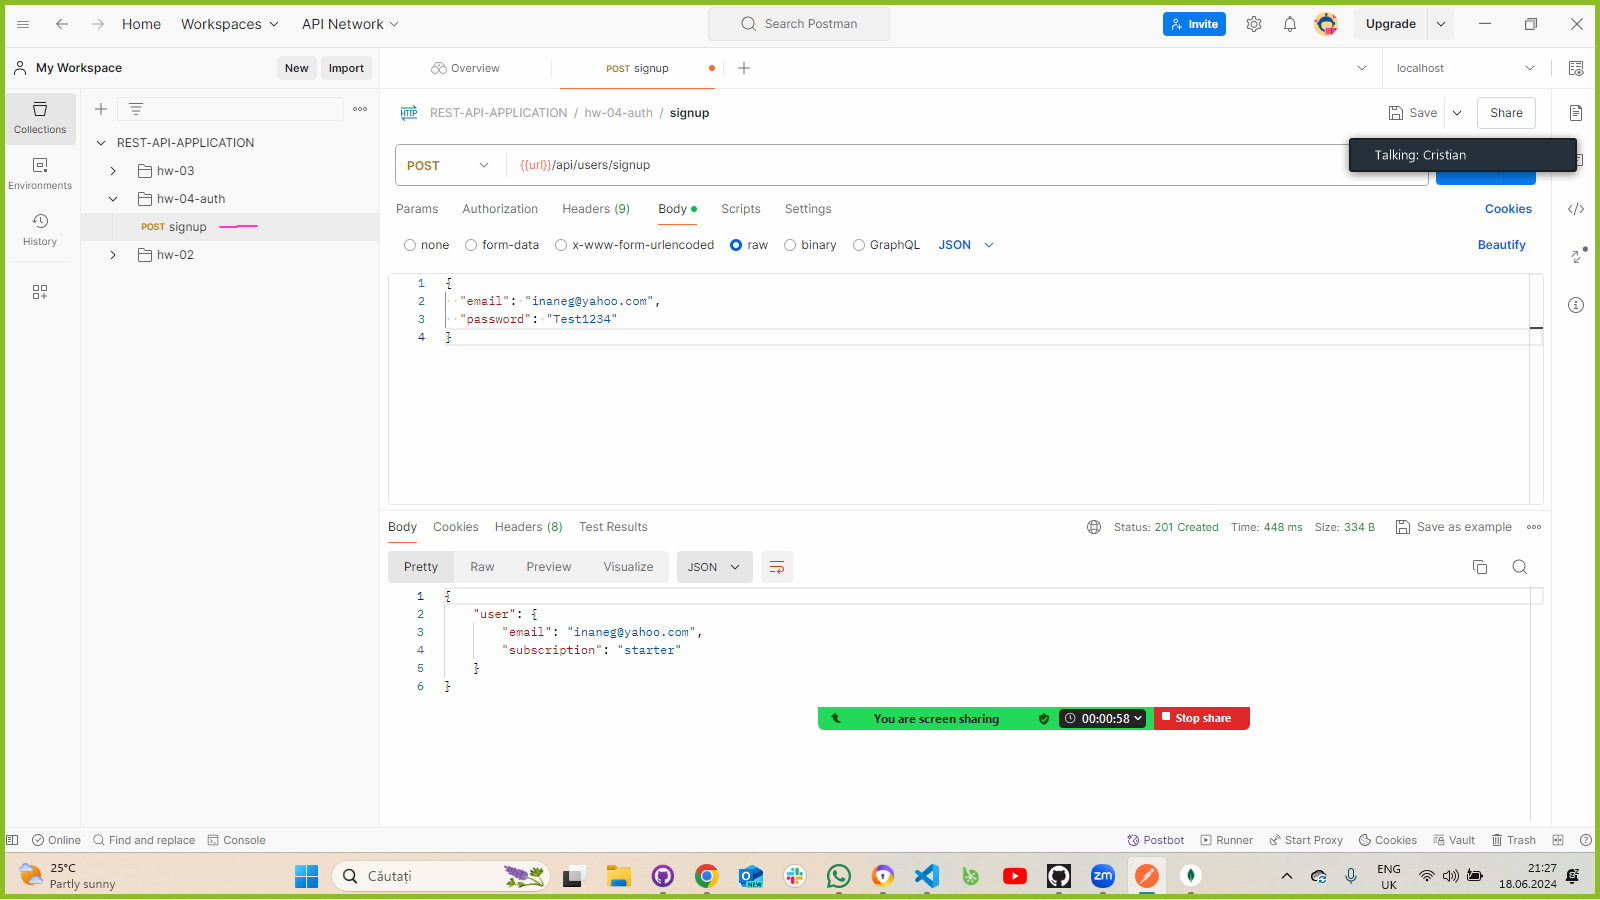 Home
Workspaces
API Network
Search Postman
Invite
Upgrade
My Workspace
New
Import
Overview
POST signup
localhost
Collections
Environments
History
REST-API-APPLICATION
hw-03
hw-04-auth
POST signup
hw-02
REST-API-APPLICATION / hw-04-auth / signup
Save
Share
Talking: Cristian
POST
{{url}}/api/users/signup
Params
Authorization
Headers (9)
Body
Scripts
Settings
Cookies
none
form-data
x-www-form-urlencoded
raw
binary
GraphQL
JSON
Beautify
1 {
2 "email": "inaneg@yahoo.com",
3 "password": "Test1234"
4 }
Body
Cookies
Headers (8)
Test Results
Status: 201 Created
Time: 448 ms
Size: 334 B
Save as example
Pretty
Raw
Preview
Visualize
JSON
1 {
2 "user": {
3 "email": "inaneg@yahoo.com",
4 "subscription": "starter"
5 }
6 }
You are screen sharing
00:00:58
Stop share
Online
Find and replace
Console
Postbot
Runner
Start Proxy
Cookies
Vault
Trash
25°C
Partly sunny
Căutați
NEW
zm
ENG
UK
21:27
18.06.2024